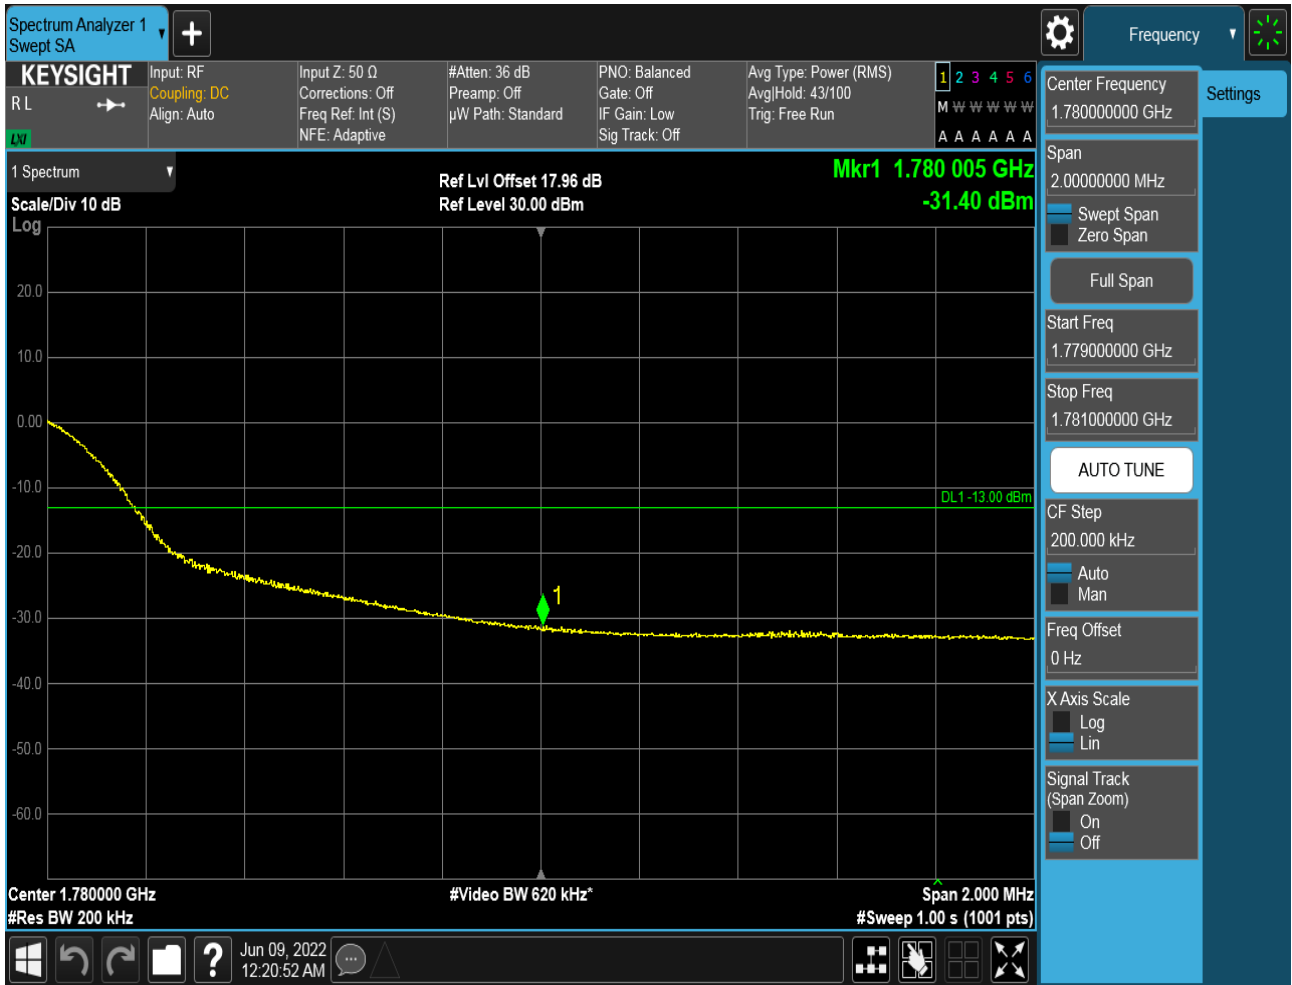 Spectrum Analyzer 1
Swept SA
Frequency
KEYSIGHT
R L
LXI
Input: RF
Coupling: DC
Align: Auto
Input Z: 50 Ω
Corrections: Off
Freq Ref: Int (S)
NFE: Adaptive
#Atten: 36 dB
Preamp: Off
µW Path: Standard
PNO: Balanced
Gate: Off
IF Gain: Low
Sig Track: Off
Avg Type: Power (RMS)
Avg|Hold: 43/100
Trig: Free Run
1 2 3 4 5 6
M W W W W W
A A A A A A
1 Spectrum
Scale/Div 10 dB
Log
Ref Lvl Offset 17.96 dB
Ref Level 30.00 dBm
Mkr1 1.780 005 GHz
-31.40 dBm
20.0
10.0
0.00
-10.0
DL1 -13.00 dBm
-20.0
1
-30.0
-40.0
-50.0
-60.0
Center 1.780000 GHz
#Video BW 620 kHz*
Span 2.000 MHz
#Res BW 200 kHz
#Sweep 1.00 s (1001 pts)
?
Jun 09, 2022
12:20:52 AM
Center Frequency
1.780000000 GHz
Settings
Span
2.00000000 MHz
Swept Span
Zero Span
Full Span
Start Freq
1.779000000 GHz
Stop Freq
1.781000000 GHz
AUTO TUNE
CF Step
200.000 kHz
Auto
Man
Freq Offset
0 Hz
X Axis Scale
Log
Lin
Signal Track
(Span Zoom)
On
Off